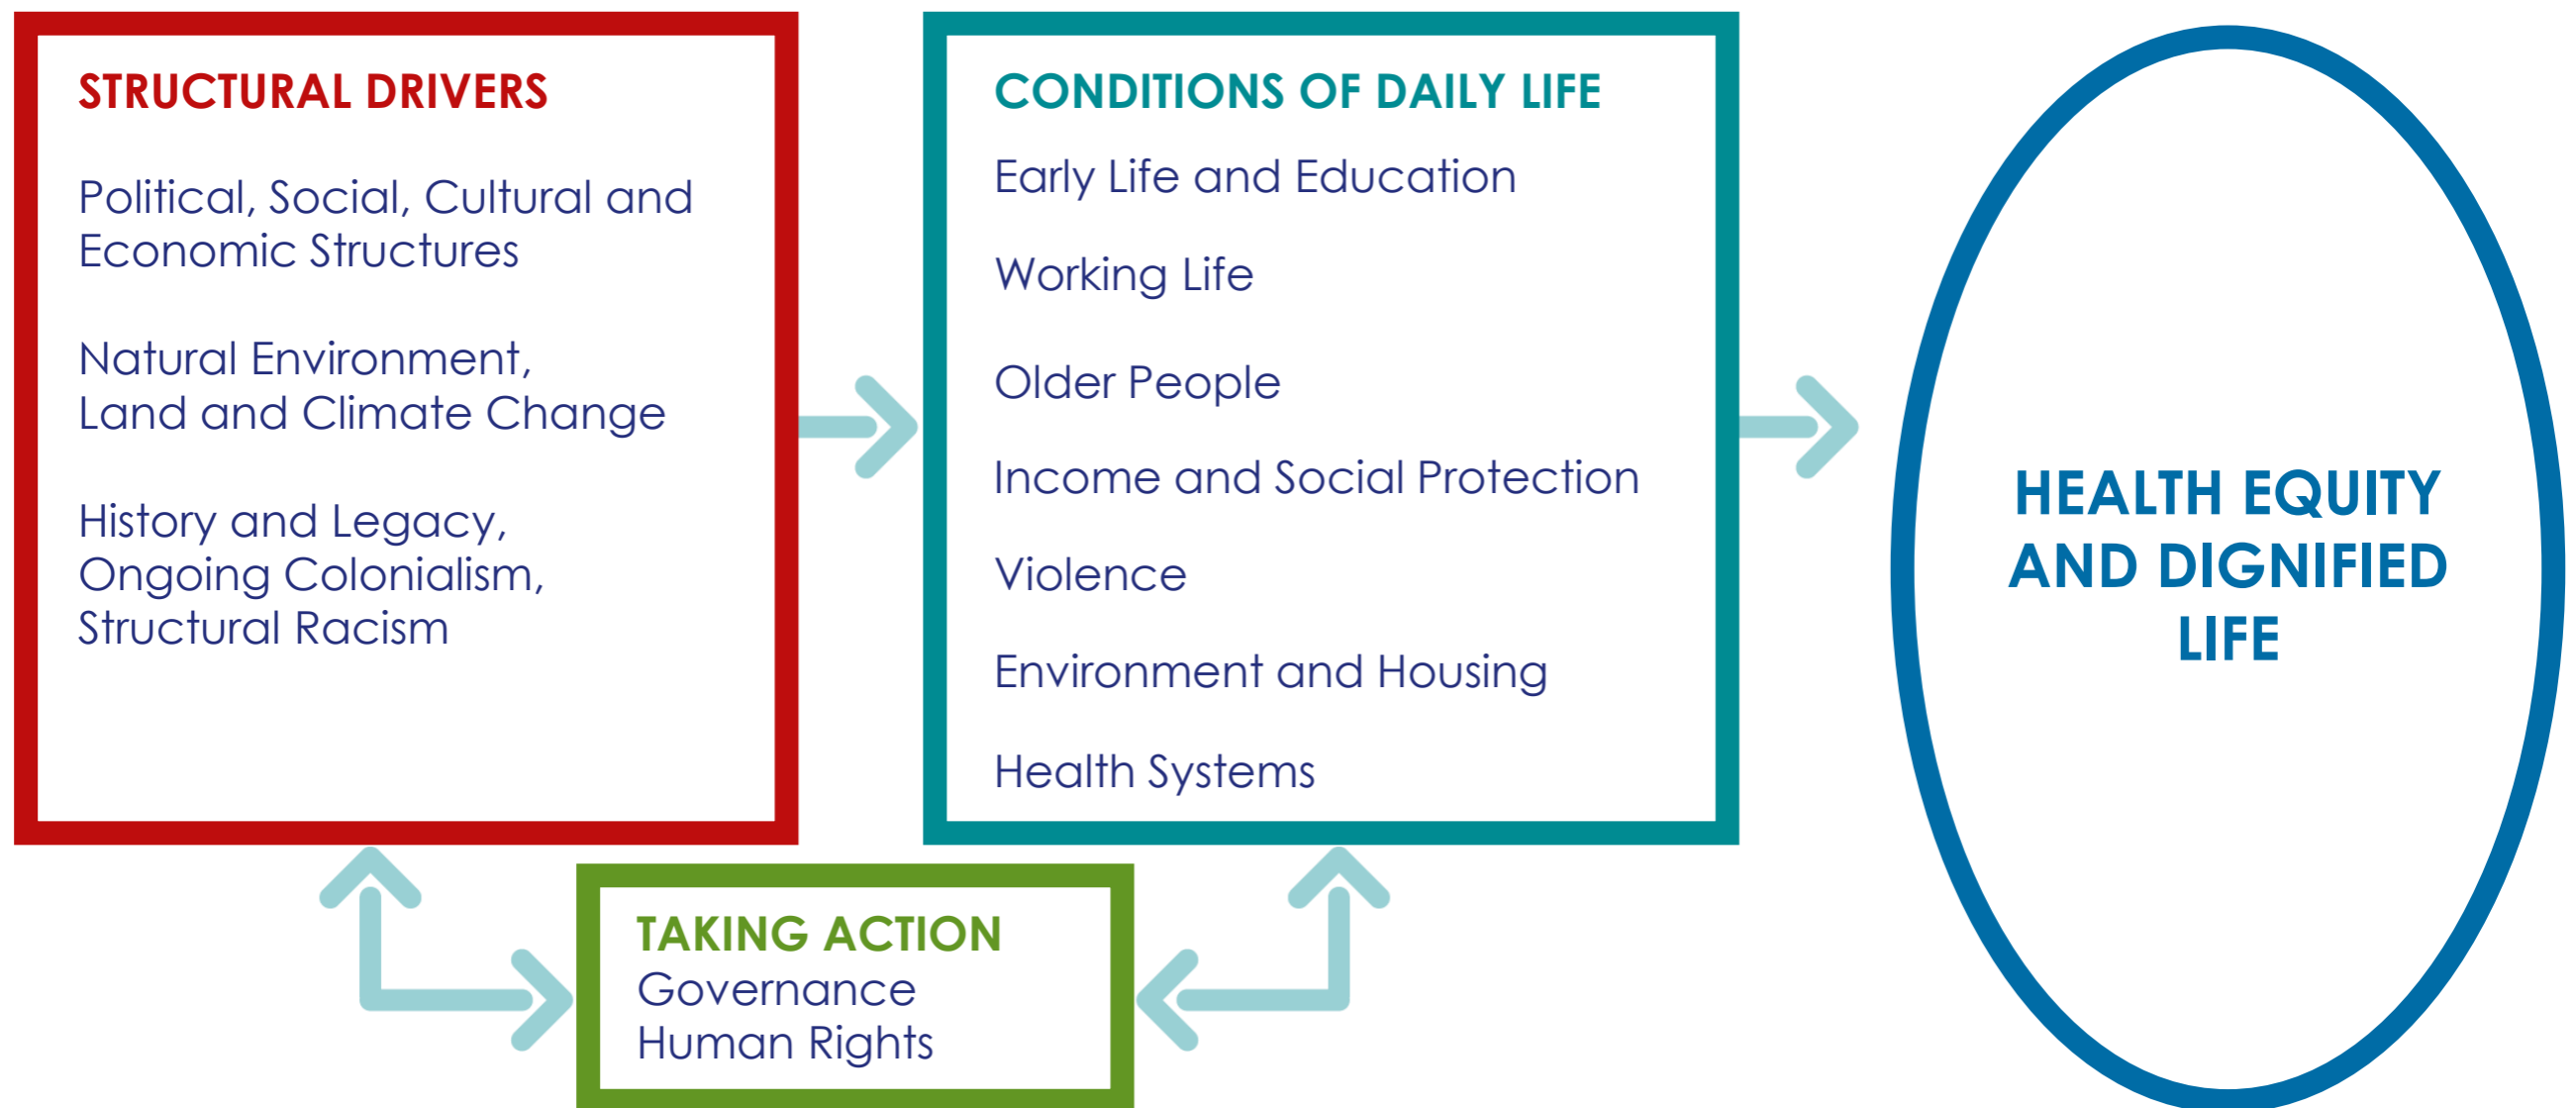 STRUCTURAL DRIVERS
Political, Social, Cultural and
Economic Structures
Natural Environment,
Land and Climate Change
History and Legacy,
Ongoing Colonialism,
Structural Racism
CONDITIONS OF DAILY LIFE
Early Life and Education
Working Life
Older People
Income and Social Protection
Violence
Environment and Housing
Health Systems
TAKING ACTION
Governance
Human Rights
HEALTH EQUITY
AND DIGNIFIED
LIFE